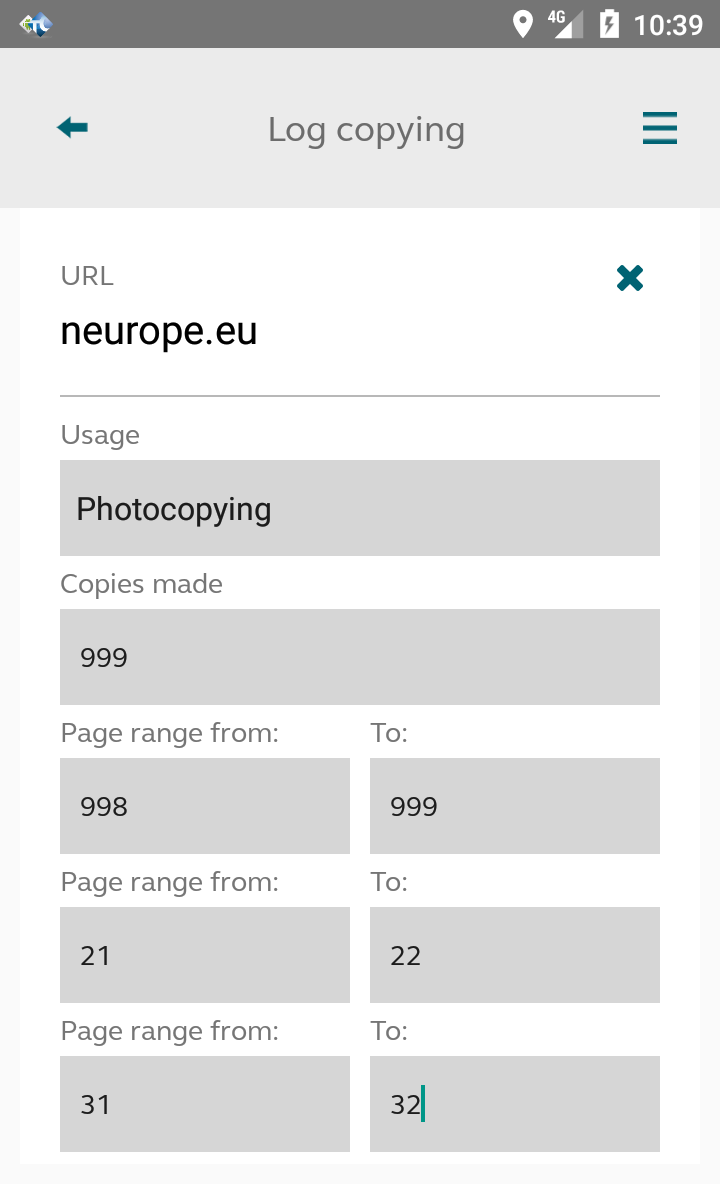 4G 10:39
Log copying
URL
neurope.eu
Usage
Photocopying
Copies made
999
Page range from: To:
998 999
Page range from: To:
21 22
Page range from: To:
31 32